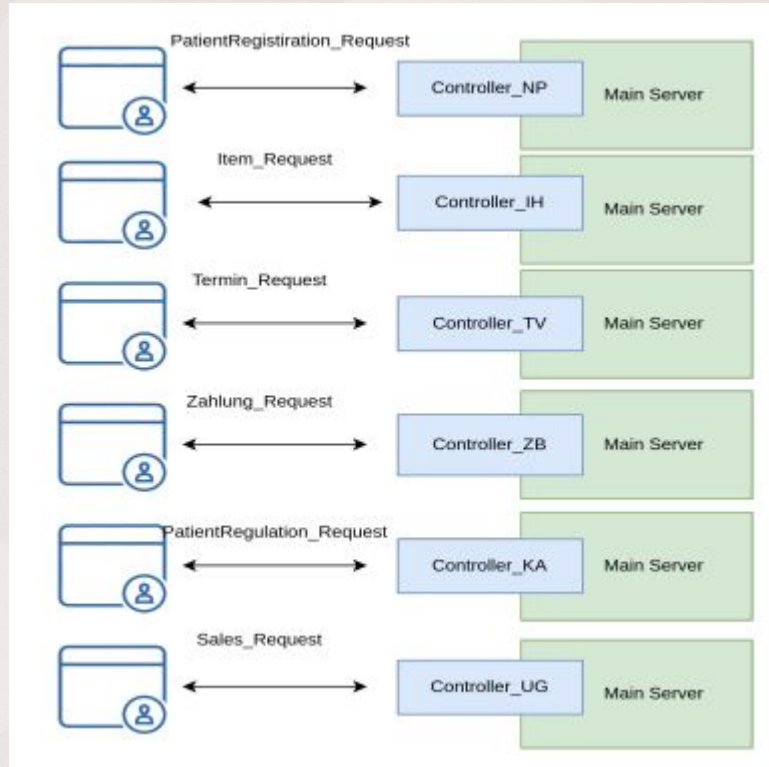 PatientRegistiration_Request
Controller_NP
Main Server
Item_Request
Controller_IH
Main Server
Termin_Request
Controller_TV
Main Server
Zahlung_Request
Controller_ZB
Main Server
PatientRegulation_Request
Controller_KA
Main Server
Sales_Request
Controller_UG
Main Server